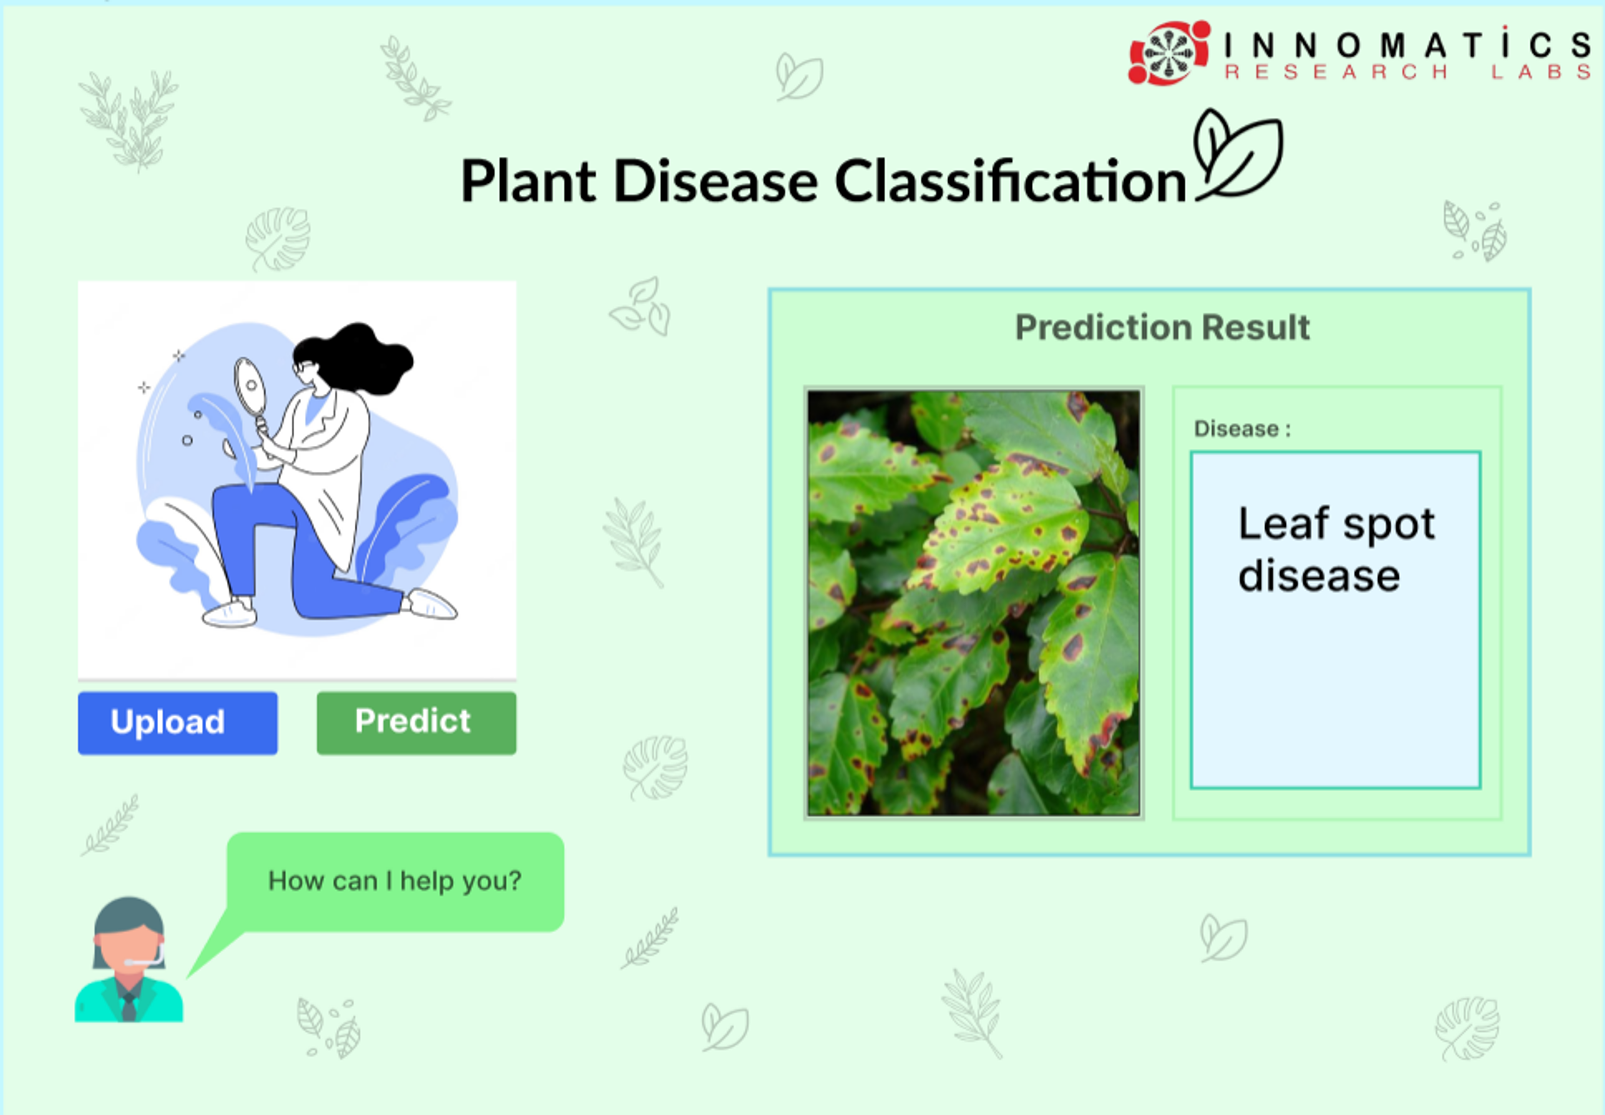 INNOMATiCS
RESEARCH LABS
Plant Disease Classification
Prediction Result
Disease :
Leaf spot
disease
Upload
Predict
How can I help you?